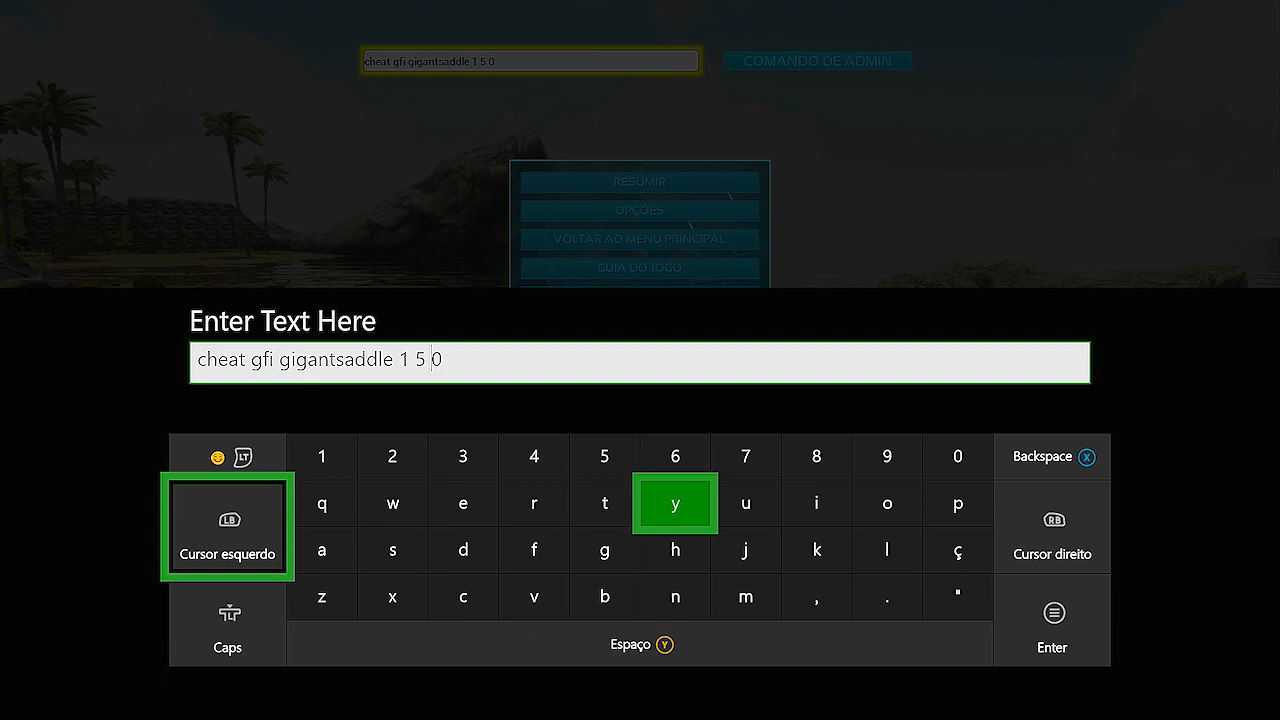 cheat gfi gigantsaddle 1 5 0
COMANDO DE ADMIN
RESUMIR
OPÇÕES
VOLTAR AO MENU PRINCIPAL
GUIA DO JOGO
Enter Text Here
cheat gfi gigantsaddle 1 5 0
LT 1 2 3 4 5 6 7 8 9 0 Backspace X
LB q w e r t y u i o p RB
Cursor esquerdo a s d f g h j k l ç Cursor direito
z x c v b n m , . "
Caps Espaço Y Enter